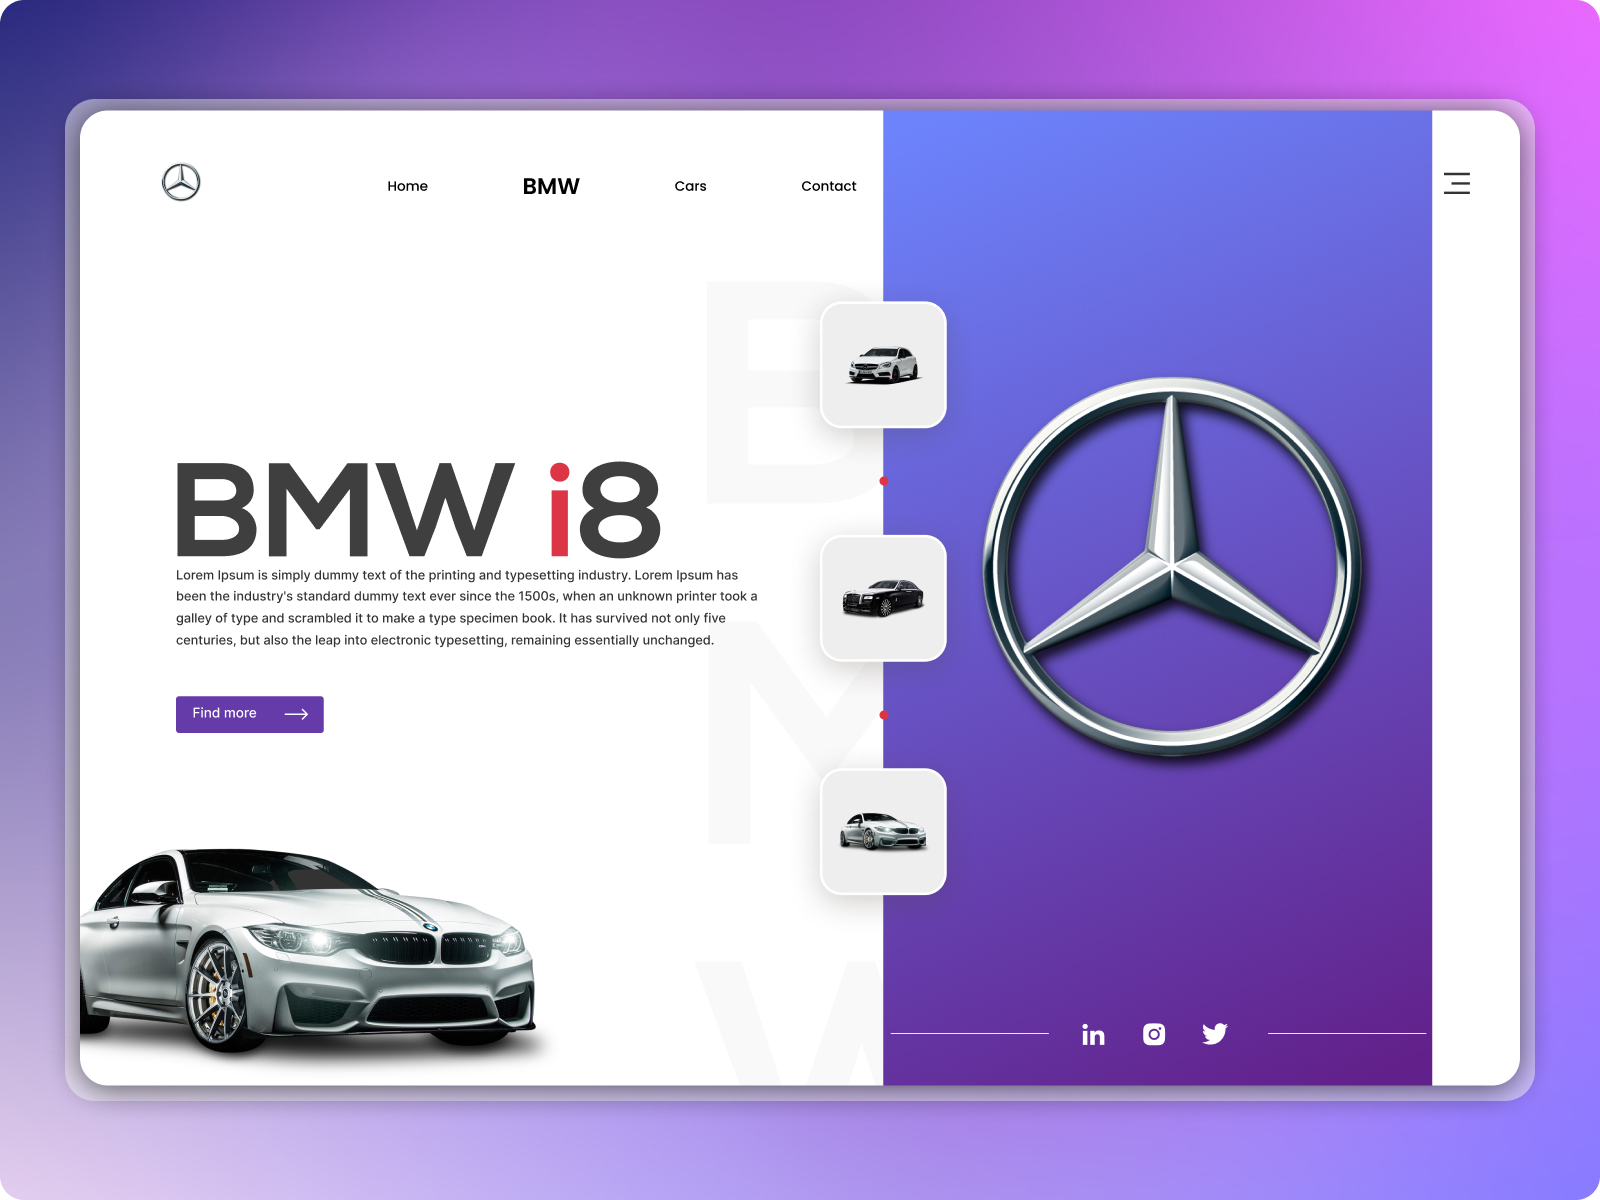 Home
BMW
Cars
Contact
BMW i8
Lorem Ipsum is simply dummy text of the printing and typesetting industry. Lorem Ipsum has
been the industry's standard dummy text ever since the 1500s, when an unknown printer took a
galley of type and scrambled it to make a type specimen book. It has survived not only five
centuries, but also the leap into electronic typesetting, remaining essentially unchanged.
Find more
B
M
W
in